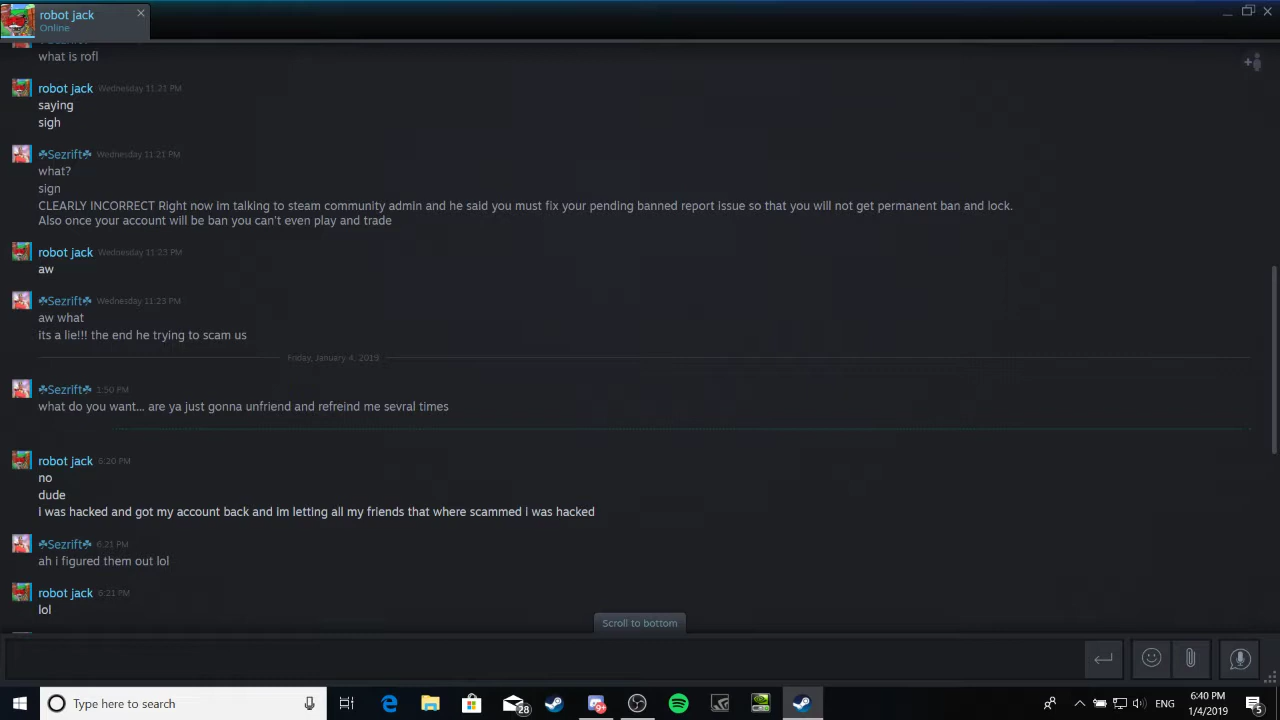 robot jack
Online
what is rofl
robot jack Wednesday 11:21 PM
saying
sigh
☘Sezrift☘ Wednesday 11:21 PM
what?
sign
CLEARLY INCORRECT Right now im talking to steam community admin and he said you must fix your pending banned report issue so that you will not get permanent ban and lock.
Also once your account will be ban you can't even play and trade
robot jack Wednesday 11:23 PM
aw
☘Sezrift☘ Wednesday 11:23 PM
aw what
its a lie!!! the end he trying to scam us
Friday, January 4, 2019
☘Sezrift☘ 1:50 PM
what do you want... are ya just gonna unfriend and refreind me sevral times
robot jack 6:20 PM
no
dude
i was hacked and got my account back and im letting all my friends that where scammed i was hacked
☘Sezrift☘ 6:21 PM
ah i figured them out lol
robot jack 6:21 PM
lol
Scroll to bottom
Type here to search
28
ENG
6:40 PM
1/4/2019
5